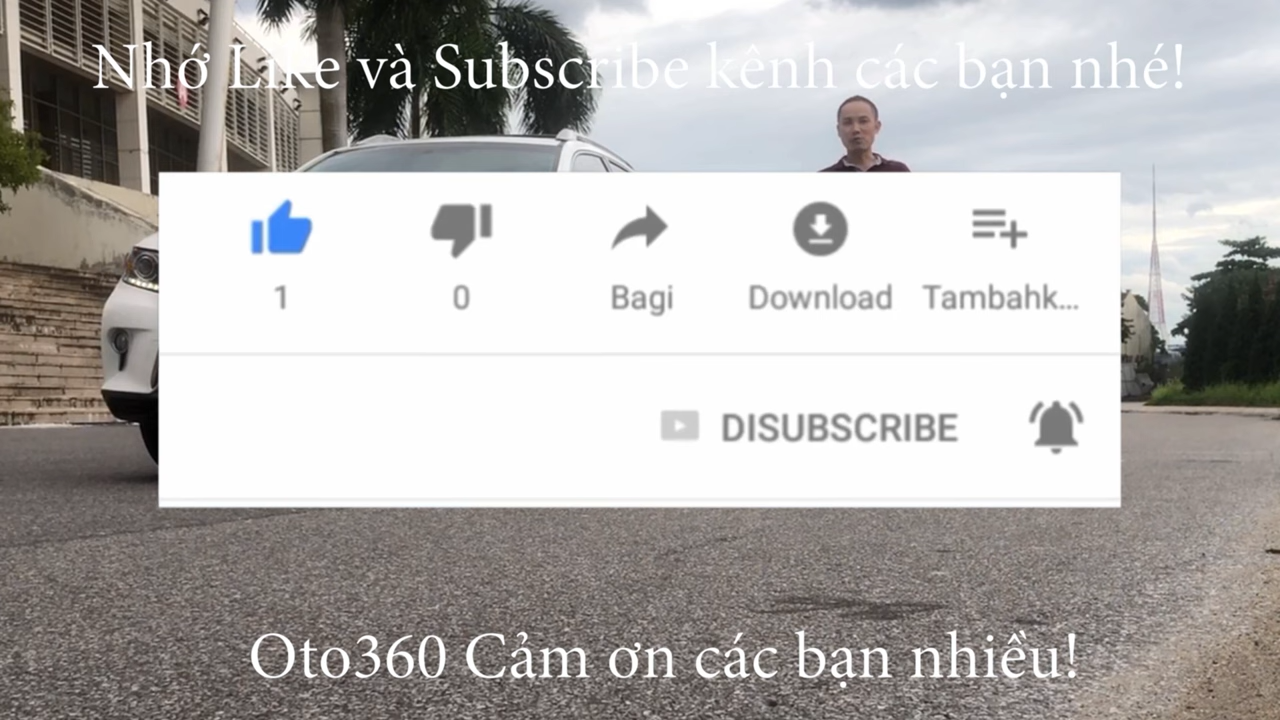 Nhớ Like và Subscribe kênh các bạn nhé!
1 0 Bagi Download Tambahk...
DISUBSCRIBE
Oto360 Cảm ơn các bạn nhiều!